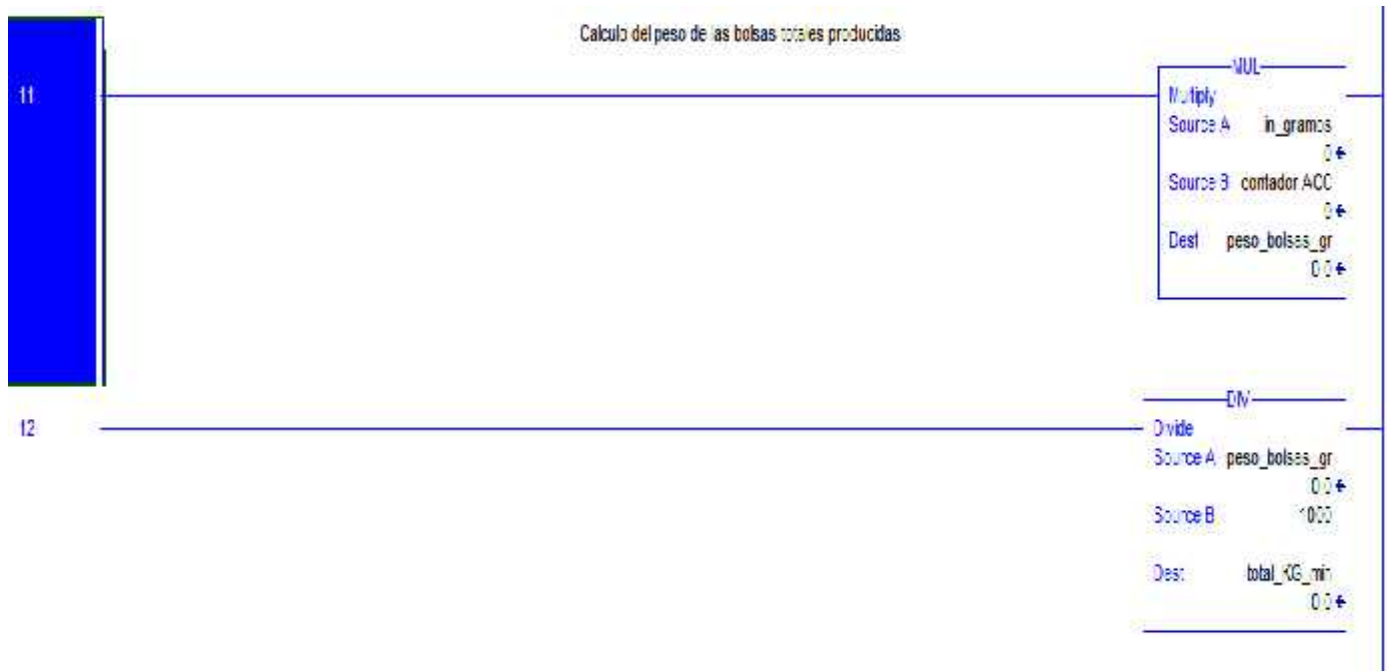 Calculo del peso de las bolsas totales producidas
MUL
11
Multiply
Source A in_gramos
0
Source B contador.ACC
0
Dest peso_bolsas_gr
0.0
DIV
12
Divide
Source A peso_bolsas_gr
0.0
Source B 1000
Dest total_KG_min
0.0